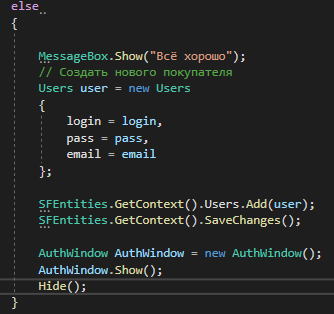 else
{
MessageBox.Show("Всё хорошо");
// Создать нового покупателя
Users user = new Users
{
login = login,
pass = pass,
email = email
};
SFEntities.GetContext().Users.Add(user);
SFEntities.GetContext().SaveChanges();
AuthWindow AuthWindow = new AuthWindow();
AuthWindow.Show();
Hide();
}